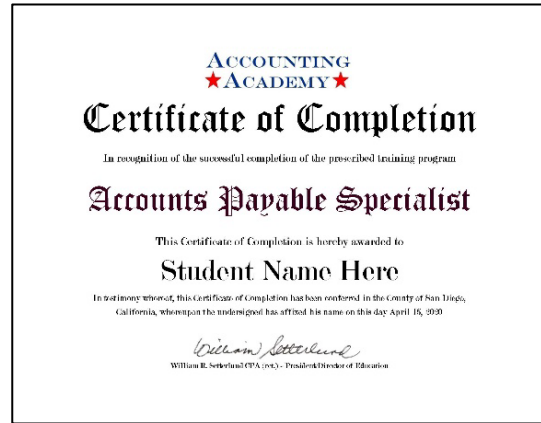 ACCOUNTING
ACADEMY
Certificate of Completion
In recognition of the successful completion of the prescribed training program
Accounts Payable Specialist
This Certificate of Completion is hereby awarded to
Student Name Here
In testimony whereof, this Certificate of Completion has been conferred in the County of San Diego,
California, whereupon the undersigned has affixed his name on this day April 15, 2020
William Setterlund
William R. Setterlund CPA (ret.) - President/Director of Education